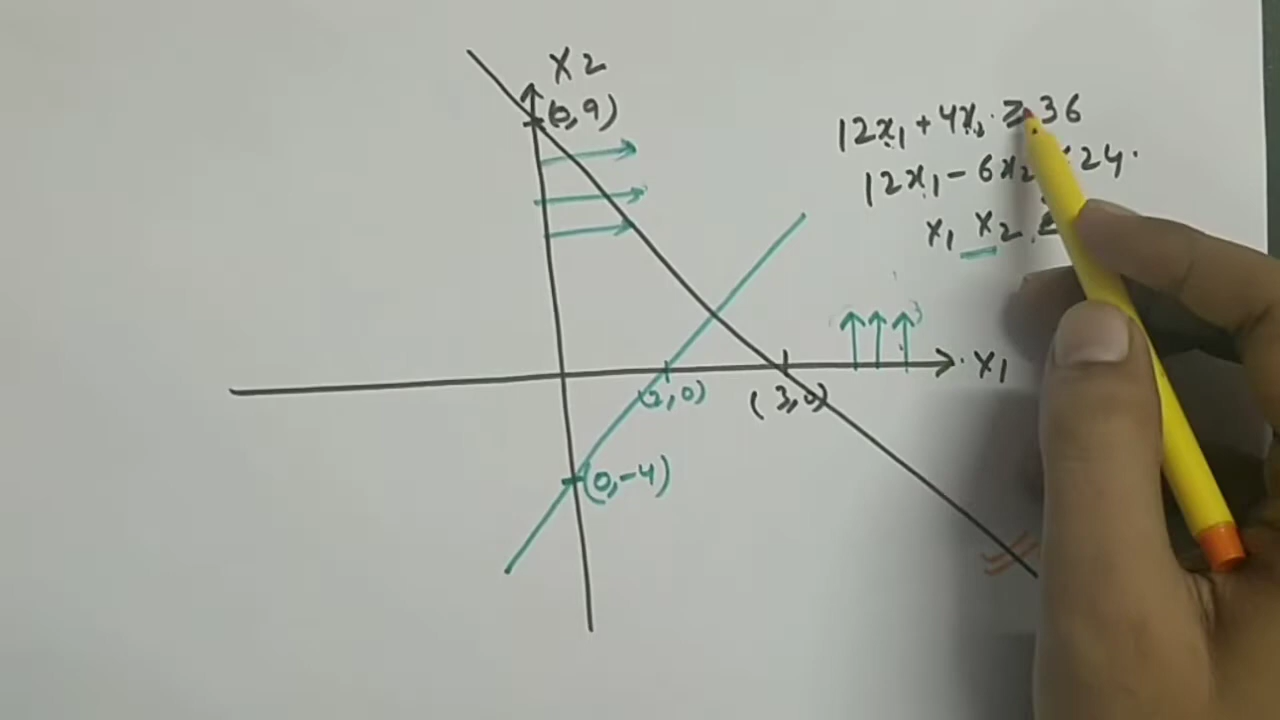 X2
(0,9)
12x₁ + 4x₂ ≥ 36
12x₁ - 6x₂ 24
x₁ x₂
x₁
(2,0)
(3,0)
(0,-4)